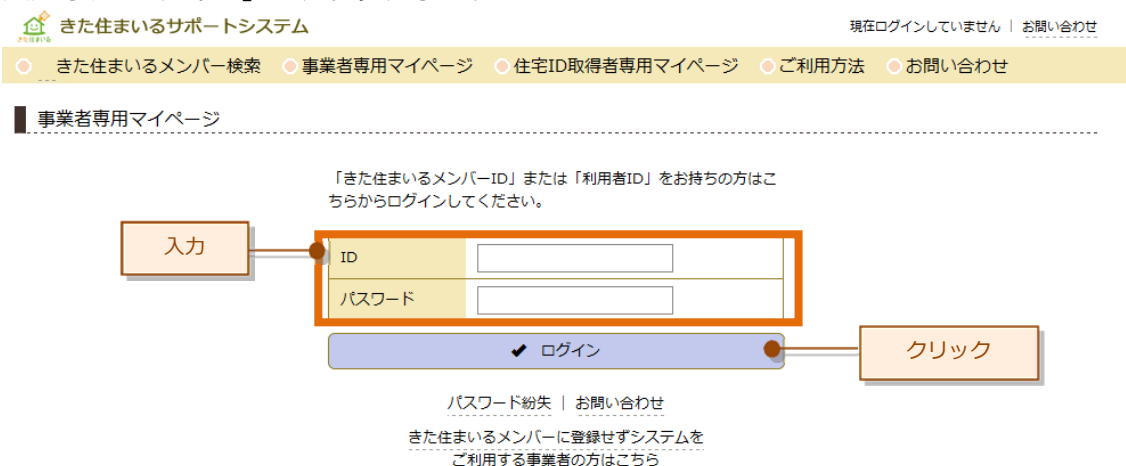 きた住まいるサポートシステム
現在ログインしていません | お問い合わせ
きた住まいるメンバー検索 事業者専用マイページ 住宅ID取得者専用マイページ ご利用方法 お問い合わせ
事業者専用マイページ
「きた住まいるメンバーID」または「利用者ID」をお持ちの方はこ
ちらからログインしてください。
入力
ID
パスワード
✔ ログイン
クリック
パスワード紛失 | お問い合わせ
きた住まいるメンバーに登録せずシステムを
ご利用する事業者の方はこちら